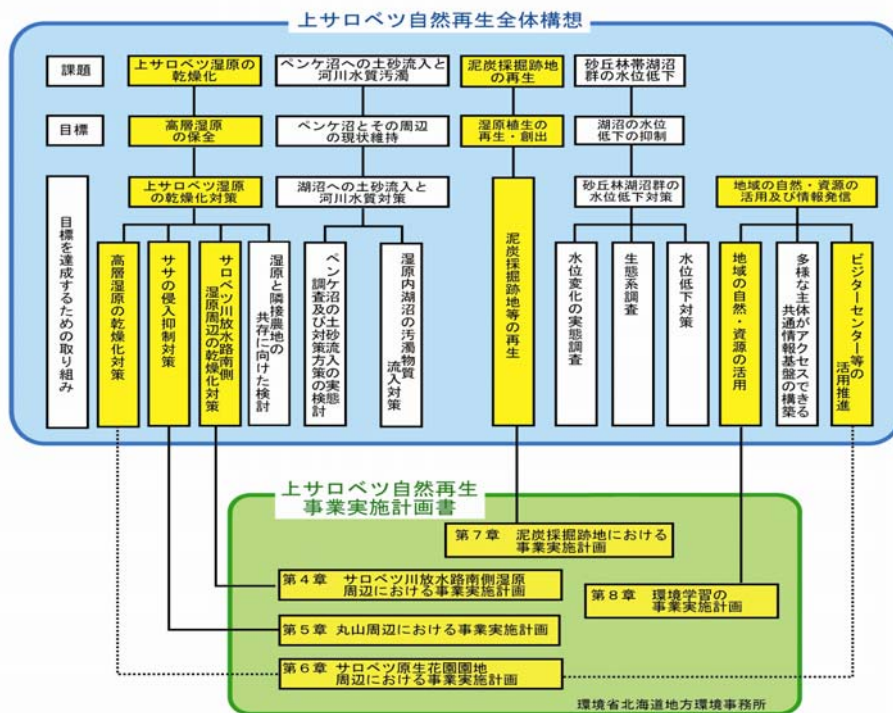 上サロベツ自然再生全体構想
課題
上サロベツ湿原の
乾燥化
ペンケ沼への土砂流入と
河川水質汚濁
泥炭採掘跡地
の再生
砂丘林帯湖沼
群の水位低下
目標
高層湿原
の保全
ペンケ沼とその周辺
の現状維持
湿原植生の
再生・創出
湖沼の水位
低下の抑制
目標を達成するための取り組み
上サロベツ湿原
の乾燥化対策
湖沼への土砂流入と
河川水質対策
砂丘林湖沼群の
水位低下対策
地域の自然・資源の
活用及び情報発信
高層湿原の乾燥化対策
ササの侵入抑制対策
サロベツ川放水路南側
湿原周辺の乾燥化対策
湿原と隣接農地の
共存に向けた検討
ペンケ沼の土砂流入の実態
調査及び対策方策の検討
湿原内湖沼の汚濁物質
流入対策
泥炭採掘跡地等の再生
水位変化の実態調査
生態系調査
水位低下対策
地域の自然・資源の活用
多様な主体がアクセスできる
共通情報基盤の構築
ビジターセンター等の
活用推進
上サロベツ自然再生
事業実施計画書
第7章 泥炭採掘跡地における
事業実施計画
第4章 サロベツ川放水路南側湿原
周辺における事業実施計画
第8章 環境学習の
事業実施計画
第5章 丸山周辺における事業実施計画
第6章 サロベツ原生花園園地
周辺における事業実施計画
環境省北海道地方環境事務所